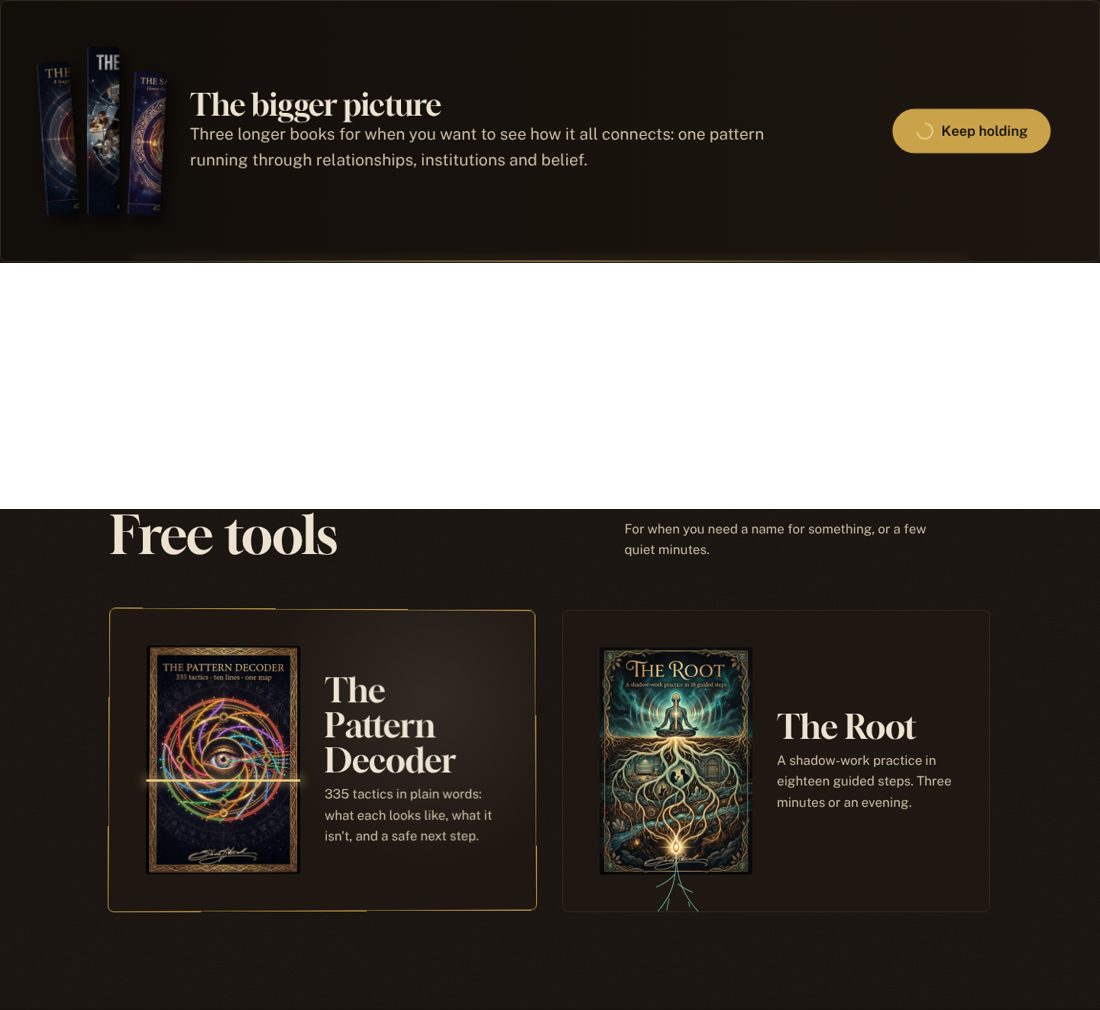 THE
THE
THE SA
The bigger picture
Three longer books for when you want to see how it all connects: one pattern
running through relationships, institutions and belief.
Keep holding
Free tools
For when you need a name for something, or a few
quiet minutes.
THE PATTERN DECODER
335 tactics · ten lines · one map
The
Pattern
Decoder
335 tactics in plain words:
what each looks like, what it
isn't, and a safe next step.
THE ROOT
A shadow-work practice in 18 guided steps
The Root
A shadow-work practice in
eighteen guided steps. Three
minutes or an evening.